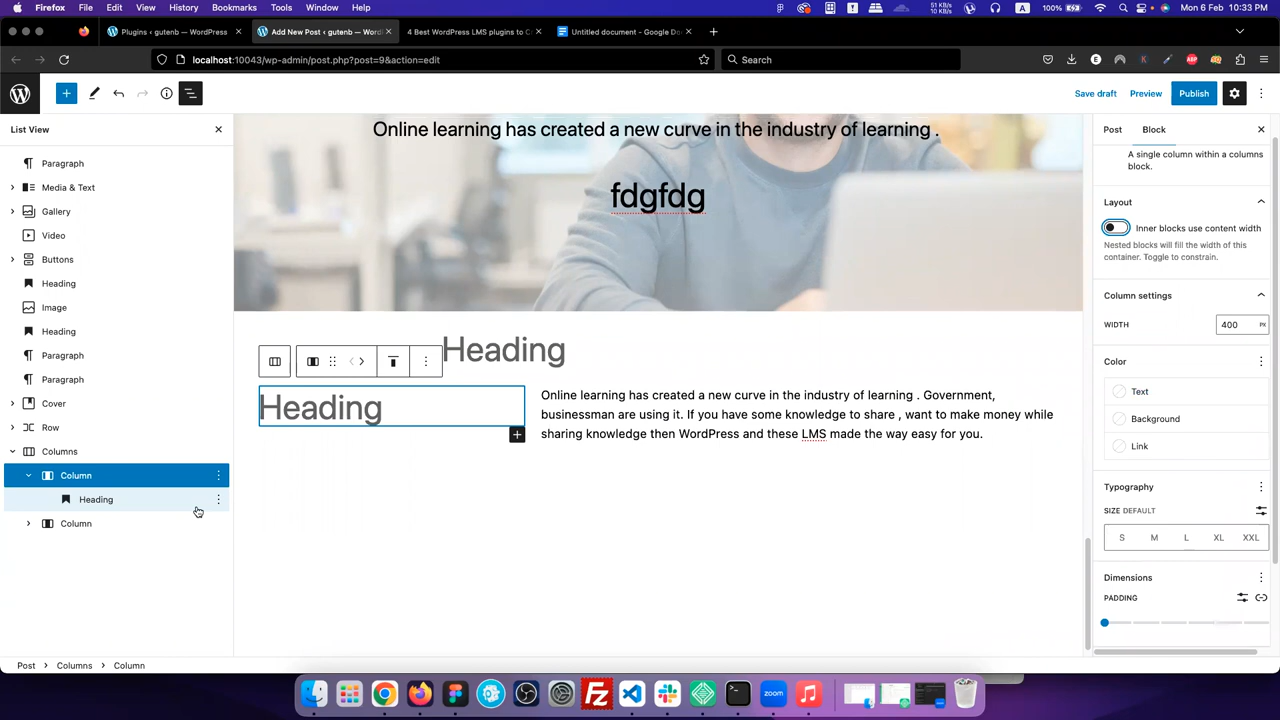 Firefox File Edit View History Bookmarks Tools Window Help 51 KB/s 4 KB/s A 100% Mon 6 Feb 10:33 PM
Plugins ‹ gutenb — WordPress Add New Post ‹ gutenb — Word 4 Best WordPress LMS plugins to C Untitled document - Google Do
localhost:10043/wp-admin/post.php?post=9&action=edit Search
Save draft Preview Publish
List View
Post Block
Paragraph
Media & Text
Gallery
Video
Buttons
Heading
Image
Heading
Paragraph
Paragraph
Cover
Row
Columns
Column
Heading
Column
Online learning has created a new curve in the industry of learning .
fdgfdg
Heading
Heading
Online learning has created a new curve in the industry of learning . Government,
businessman are using it. If you have some knowledge to share , want to make money while
sharing knowledge then WordPress and these LMS made the way easy for you.
A single column within a columns
block.
Layout
Inner blocks use content width
Nested blocks will fill the width of this
container. Toggle to constrain.
Column settings
WIDTH 400 PX
Color
Text
Background
Link
Typography
SIZE DEFAULT
S M L XL XXL
Dimensions
PADDING
Post Columns Column
Fz zoom